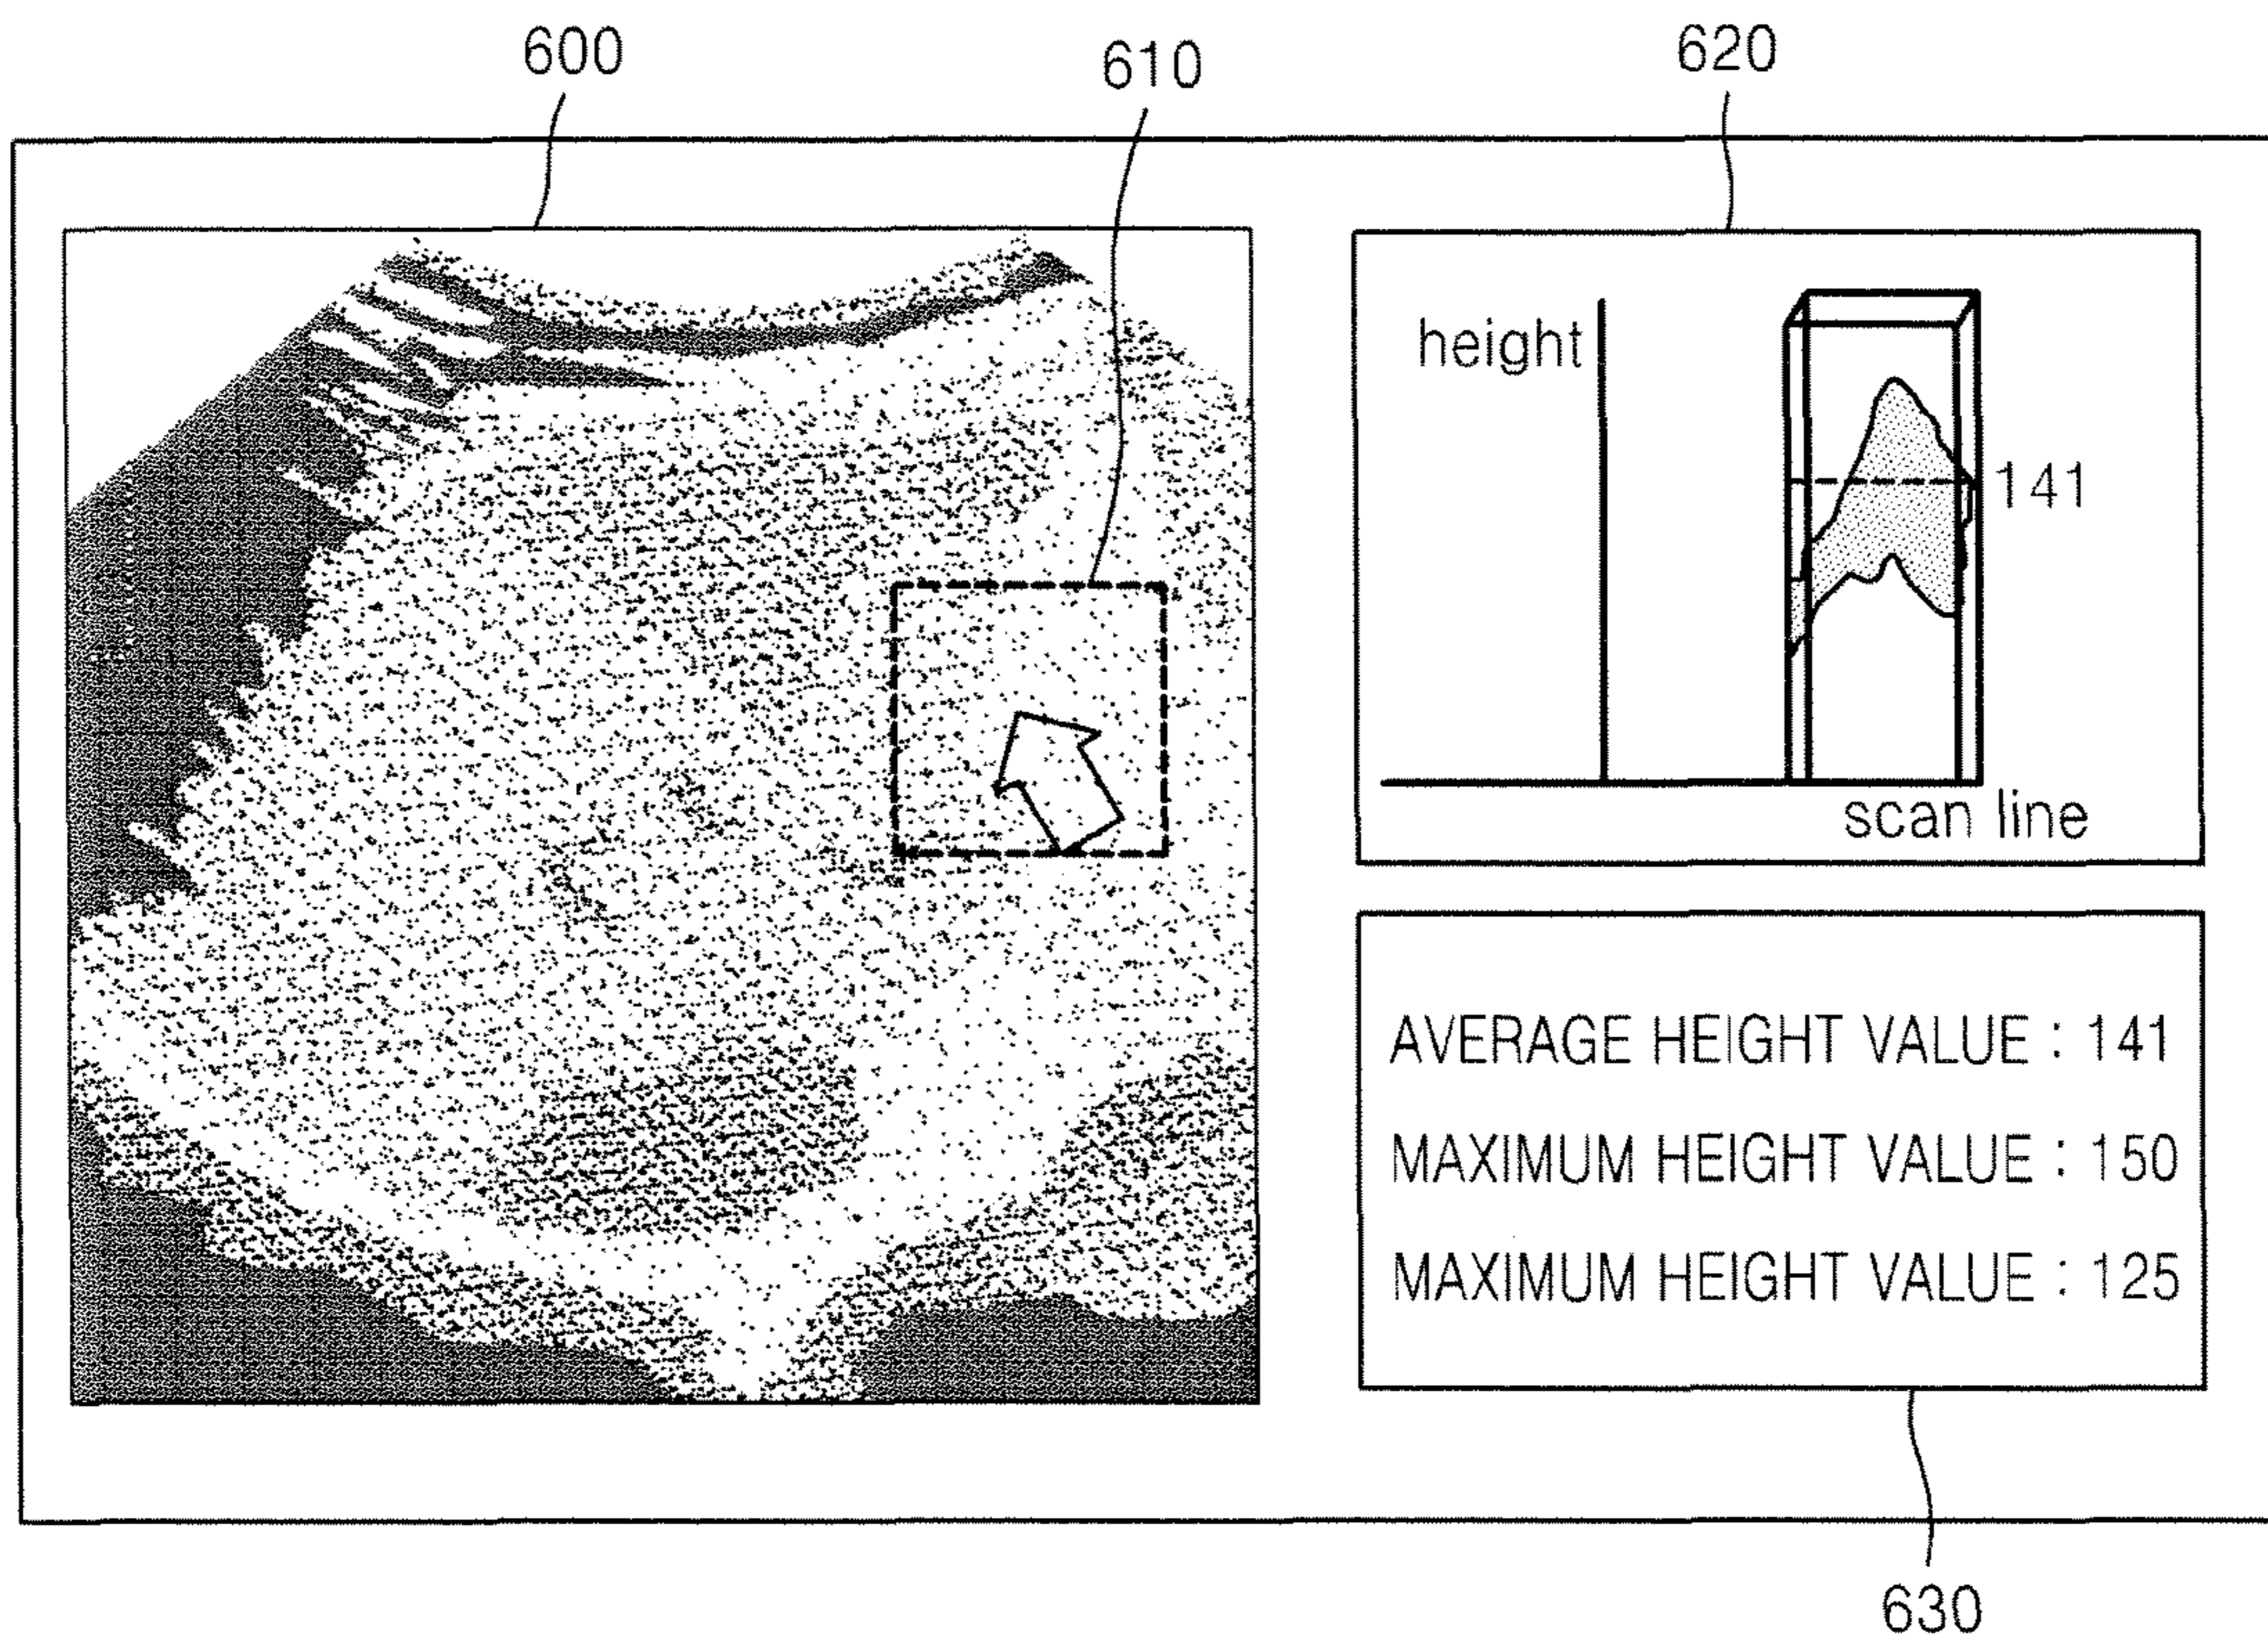 600
610
620
height
141
scan line
AVERAGE HEIGHT VALUE : 141
MAXIMUM HEIGHT VALUE : 150
MAXIMUM HEIGHT VALUE : 125
630